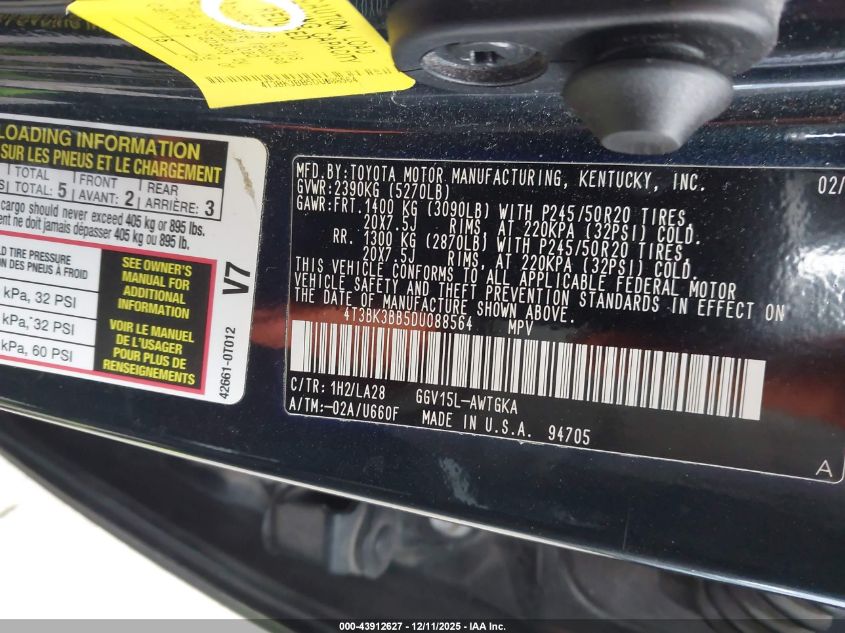 CAUTION LOAD
4T3BK3BB5DU088564
LOADING INFORMATION
SUR LES PNEUS ET LE CHARGEMENT
TOTAL FRONT REAR
TOTAL: 5 AVANT: 2 ARRIÈRE: 3
cargo should never exceed 405 kg or 895 lbs.
ne doit jamais dépasser 405 kg ou 895 lb.
TIRE PRESSURE
DES PNEUS À FROID
kPa, 32 PSI
kPa, 32 PSI
kPa, 60 PSI
SEE OWNER'S
MANUAL FOR
ADDITIONAL
INFORMATION
VOIR LE MANUEL
DE L'USAGER
POUR PLUS DE
RENSEIGNEMENTS
V7
42661-0T012
MFD.BY:TOYOTA MOTOR MANUFACTURING, KENTUCKY, INC. 02/
GVWR:2390KG (5270LB)
GAWR:FRT.1400 KG (3090LB) WITH P245/50R20 TIRES,
20X7.5J RIMS, AT 220KPA (32PSI) COLD.
RR. 1300 KG (2870LB) WITH P245/50R20 TIRES,
20X7.5J RIMS, AT 220KPA (32PSI) COLD.
THIS VEHICLE CONFORMS TO ALL APPLICABLE FEDERAL MOTOR
VEHICLE SAFETY AND THEFT PREVENTION STANDARDS IN EFFECT ON
THE DATE OF MANUFACTURE SHOWN ABOVE.
4T3BK3BB5DU088564 MPV
C/TR: 1H2/LA28 GGV15L-AWTGKA
A/TM:-02A/U660F MADE IN U.S.A. 94705
A
000-43912627 - 12/11/2025 - IAA Inc.